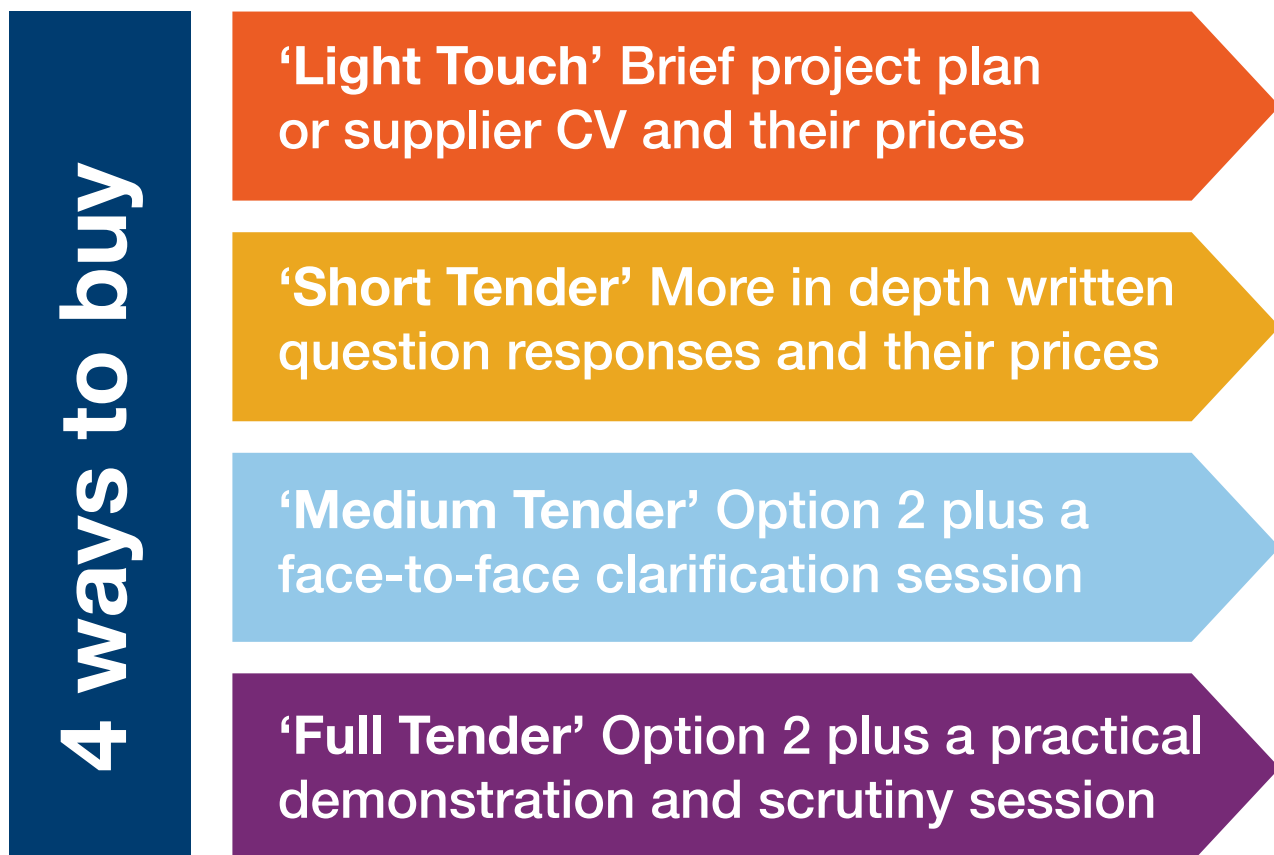 4 ways to buy
‘Light Touch’ Brief project plan
or supplier CV and their prices
‘Short Tender’ More in depth written
question responses and their prices
‘Medium Tender’ Option 2 plus a
face-to-face clarification session
‘Full Tender’ Option 2 plus a practical
demonstration and scrutiny session